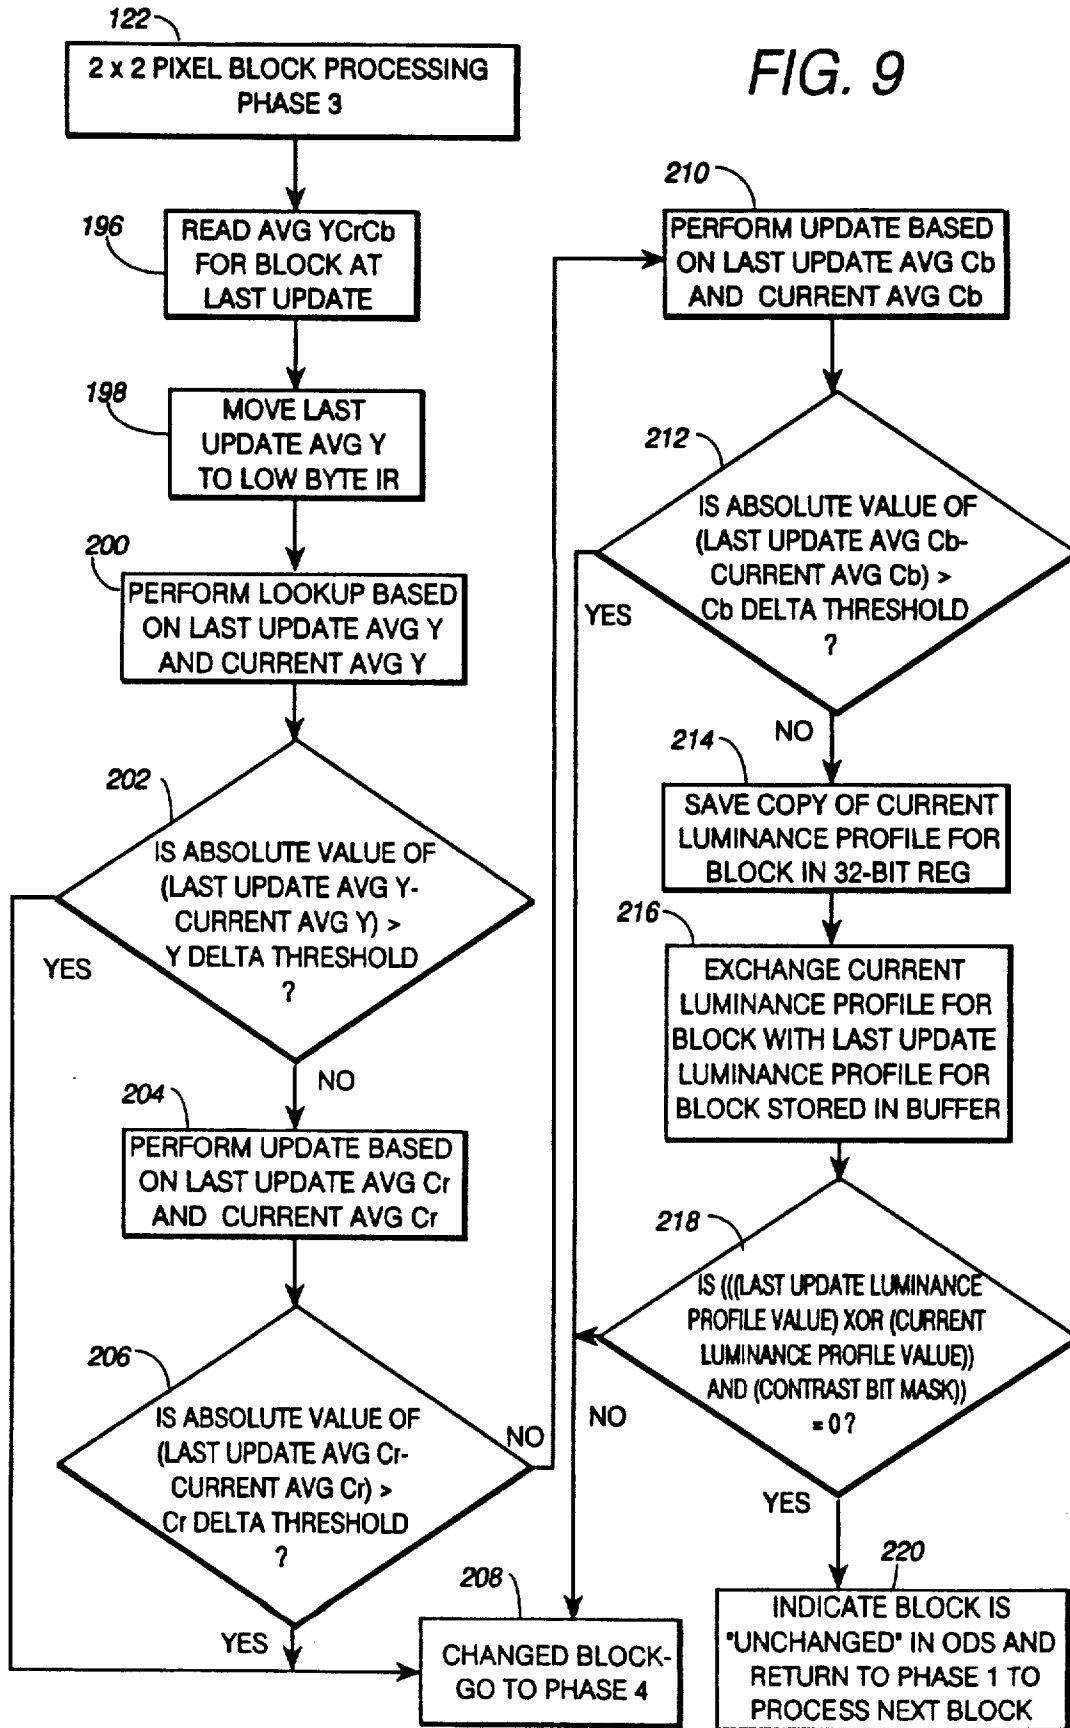 122
2 x 2 PIXEL BLOCK PROCESSING
PHASE 3
FIG. 9
196
READ AVG YCrCb
FOR BLOCK AT
LAST UPDATE
198
MOVE LAST
UPDATE AVG Y
TO LOW BYTE IR
200
PERFORM LOOKUP BASED
ON LAST UPDATE AVG Y
AND CURRENT AVG Y
202
IS ABSOLUTE VALUE OF
(LAST UPDATE AVG Y-
CURRENT AVG Y) >
Y DELTA THRESHOLD
?
YES
NO
204
PERFORM UPDATE BASED
ON LAST UPDATE AVG Cr
AND CURRENT AVG Cr
206
IS ABSOLUTE VALUE OF
(LAST UPDATE AVG Cr-
CURRENT AVG Cr) >
Cr DELTA THRESHOLD
?
NO
YES
208
CHANGED BLOCK-
GO TO PHASE 4
210
PERFORM UPDATE BASED
ON LAST UPDATE AVG Cb
AND CURRENT AVG Cb
212
IS ABSOLUTE VALUE OF
(LAST UPDATE AVG Cb-
CURRENT AVG Cb) >
Cb DELTA THRESHOLD
?
YES
NO
214
SAVE COPY OF CURRENT
LUMINANCE PROFILE FOR
BLOCK IN 32-BIT REG
216
EXCHANGE CURRENT
LUMINANCE PROFILE FOR
BLOCK WITH LAST UPDATE
LUMINANCE PROFILE FOR
BLOCK STORED IN BUFFER
218
IS (((LAST UPDATE LUMINANCE
PROFILE VALUE) XOR (CURRENT
LUMINANCE PROFILE VALUE))
AND (CONTRAST BIT MASK))
= 0 ?
NO
YES
220
INDICATE BLOCK IS
"UNCHANGED" IN ODS AND
RETURN TO PHASE 1 TO
PROCESS NEXT BLOCK